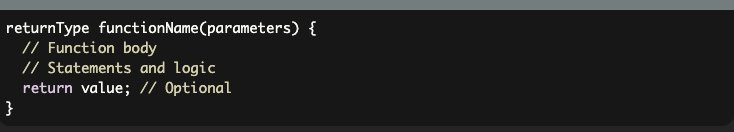 returnType functionName(parameters) {
  // Function body
  // Statements and logic
  return value; // Optional
}